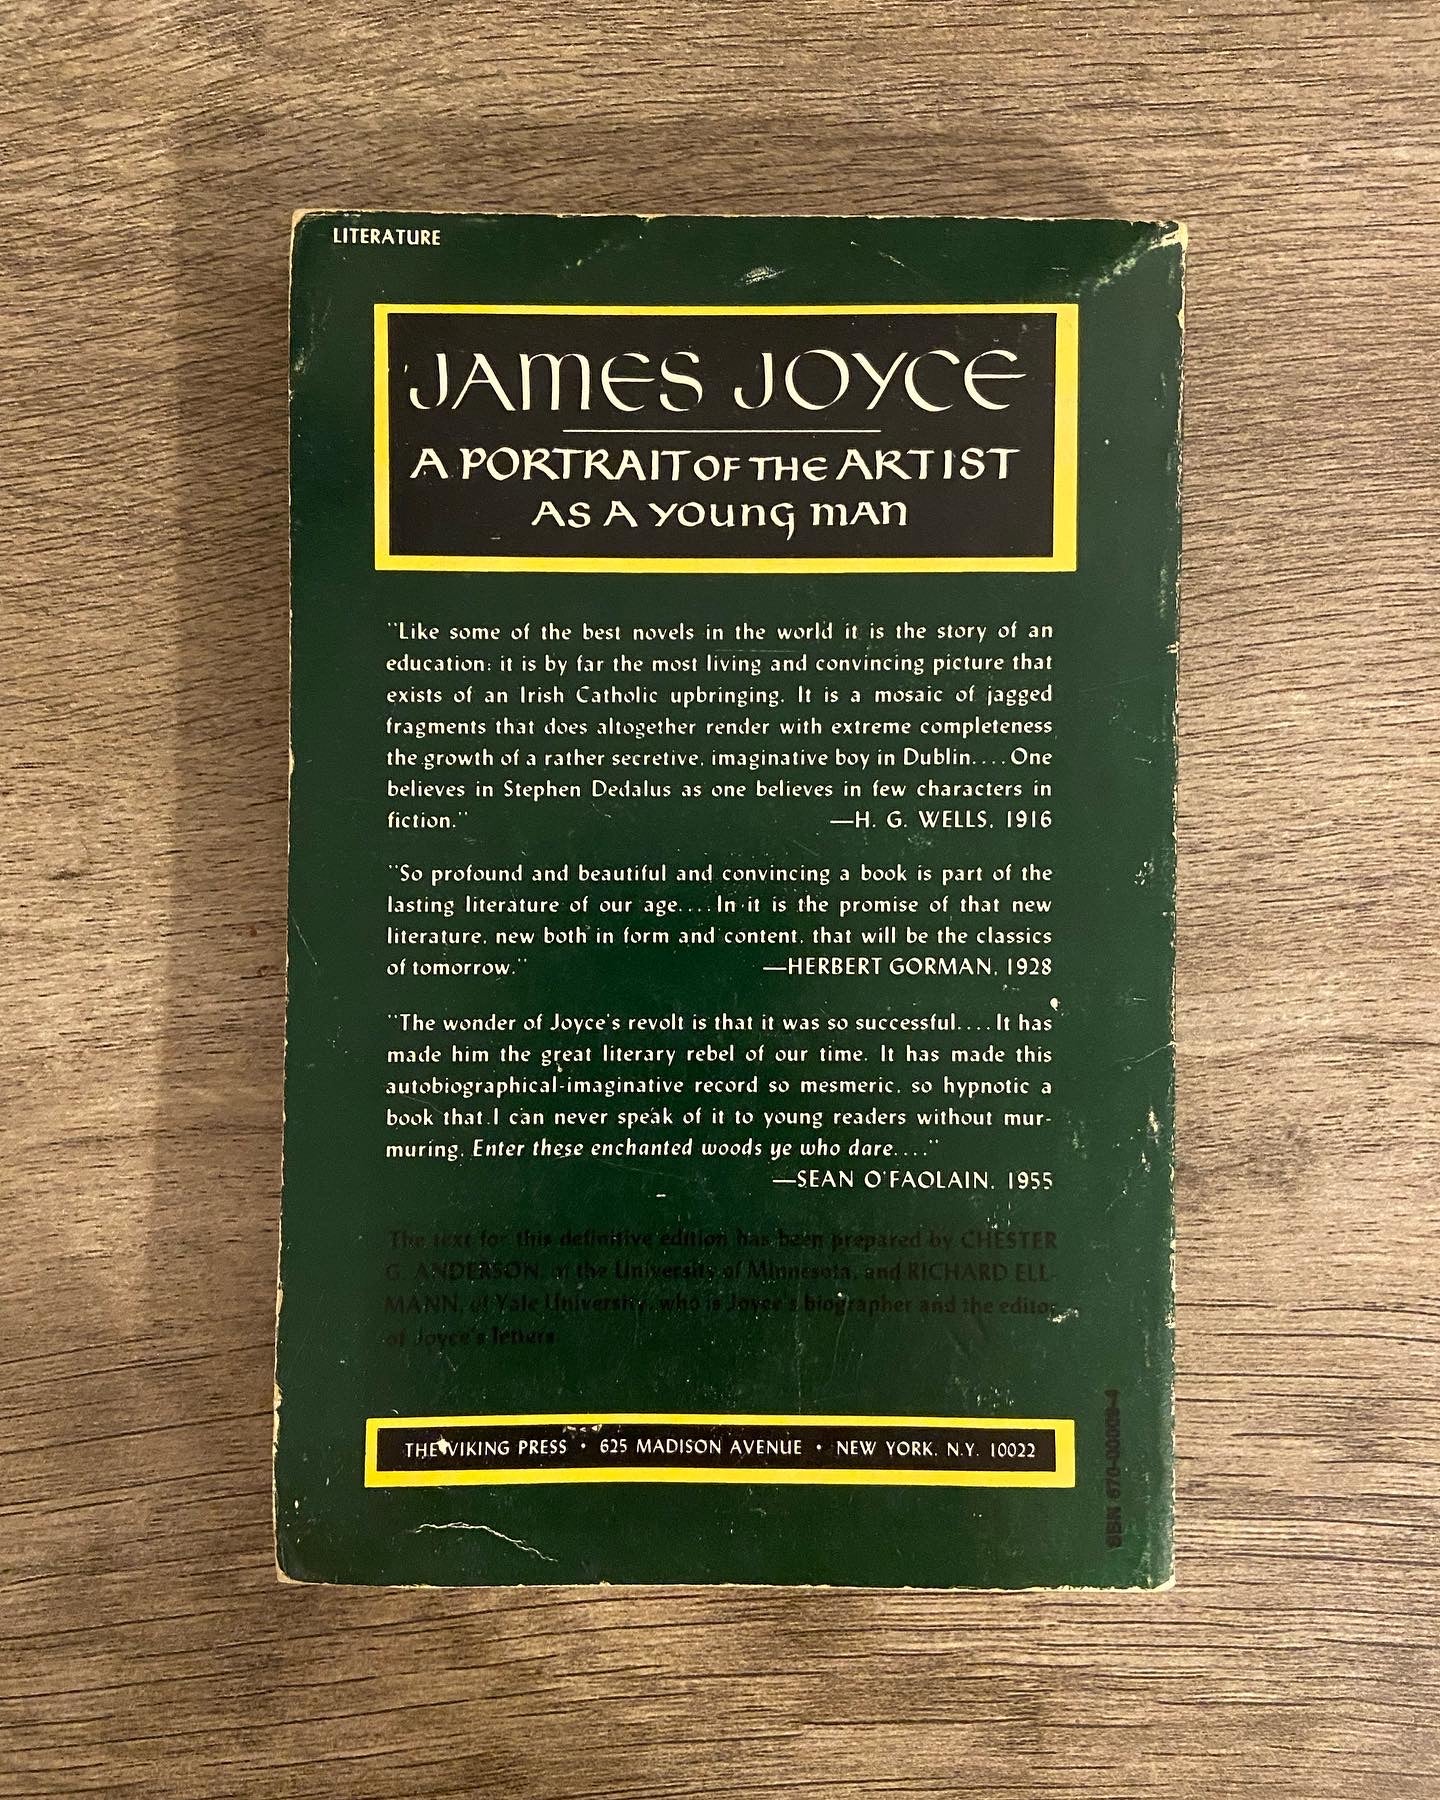 LITERATURE
JAMES JOYCE
A PORTRAIT OF THE ARTIST
AS A YOUNG MAN
"Like some of the best novels in the world it is the story of an
education: it is by far the most living and convincing picture that
exists of an Irish Catholic upbringing. It is a mosaic of jagged
fragments that does altogether render with extreme completeness
the growth of a rather secretive, imaginative boy in Dublin.... One
believes in Stephen Dedalus as one believes in few characters in
fiction." —H. G. WELLS, 1916
"So profound and beautiful and convincing a book is part of the
lasting literature of our age.... In it is the promise of that new
literature, new both in form and content, that will be the classics
of tomorrow." —HERBERT GORMAN, 1928
"The wonder of Joyce's revolt is that it was so successful.... It has
made him the great literary rebel of our time. It has made this
autobiographical-imaginative record so mesmeric, so hypnotic a
book that I can never speak of it to young readers without mur-
muring, Enter these enchanted woods ye who dare...."
—SEAN O'FAOLAIN, 1955
The text for this definitive edition has been prepared by CHESTER
G. ANDERSON, of the University of Minnesota, and RICHARD ELL-
MANN, of Yale University, who is Joyce's biographer and the editor
of Joyce's letters
THE VIKING PRESS • 625 MADISON AVENUE • NEW YORK, N.Y. 10022
SBN